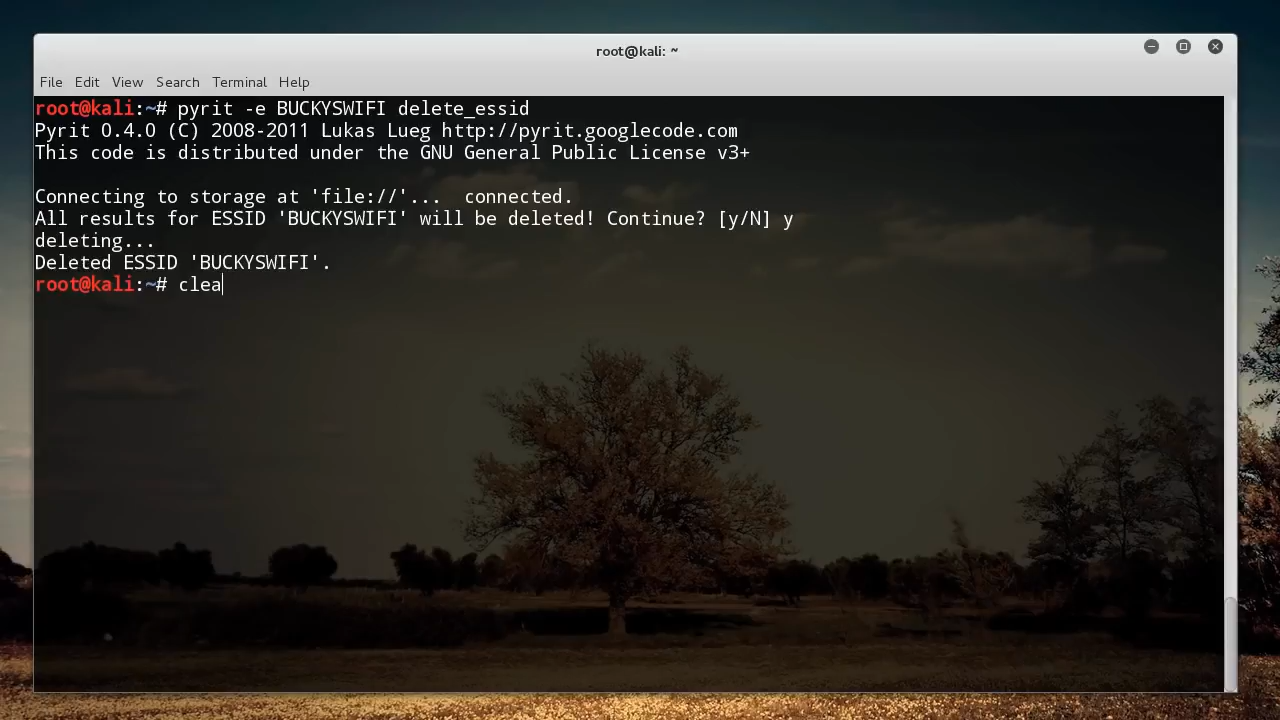 root@kali: ~
File Edit View Search Terminal Help
root@kali:~# pyrit -e BUCKYSWIFI delete_essid
Pyrit 0.4.0 (C) 2008-2011 Lukas Lueg http://pyrit.googlecode.com
This code is distributed under the GNU General Public License v3+
Connecting to storage at 'file://'...  connected.
All results for ESSID 'BUCKYSWIFI' will be deleted! Continue? [y/N] y
deleting...
Deleted ESSID 'BUCKYSWIFI'.
root@kali:~# clea